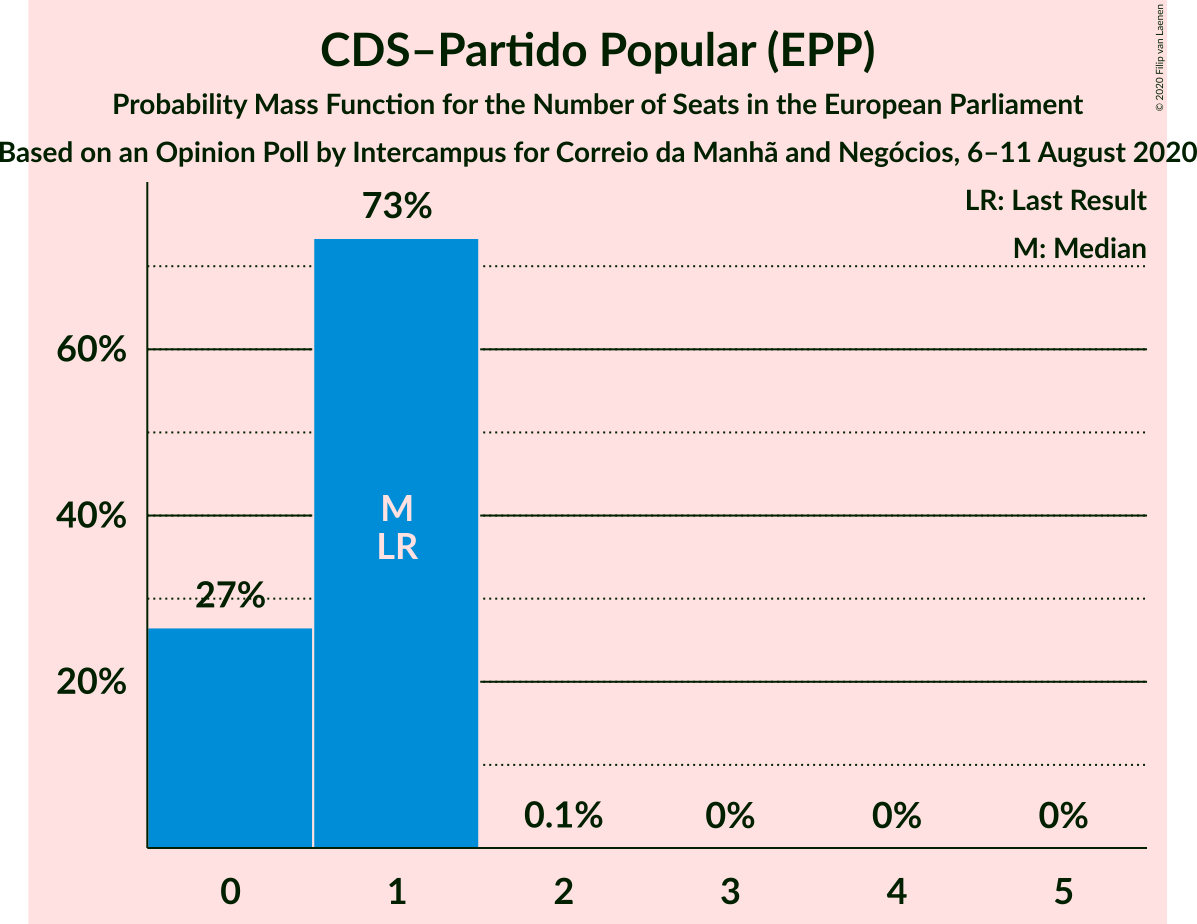 CDS–Partido Popular (EPP)
Probability Mass Function for the Number of Seats in the European Parliament
Based on an Opinion Poll by Intercampus for Correio da Manhã and Negócios, 6–11 August 2020
© 2020 Filip van Laenen
LR: Last Result
M: Median
73%
60%
40%
20%
M
LR
27%
0.1%
0%
0%
0%
0
1
2
3
4
5